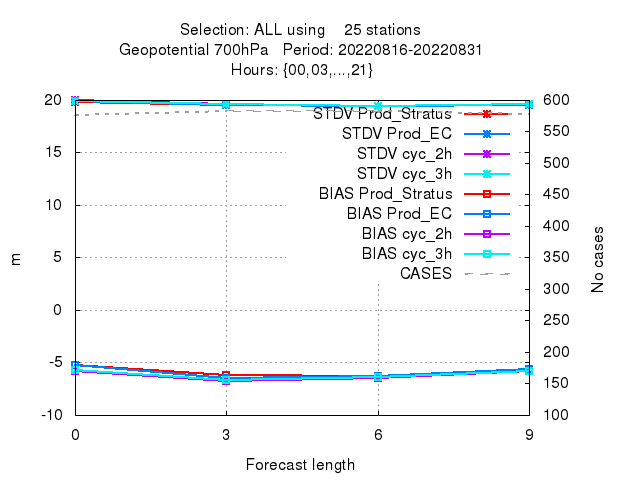 Selection: ALL using 25 stations
Geopotential 700hPa Period: 20220816-20220831
Hours: {00,03,...,21}
20
15
10
5
0
-5
-10
m
STDV Prod_Stratus
STDV Prod_EC
STDV cyc_2h
STDV cyc_3h
BIAS Prod_Stratus
BIAS Prod_EC
BIAS cyc_2h
BIAS cyc_3h
CASES
600
550
500
450
400
350
300
250
200
150
100
No cases
0 3 6 9
Forecast length